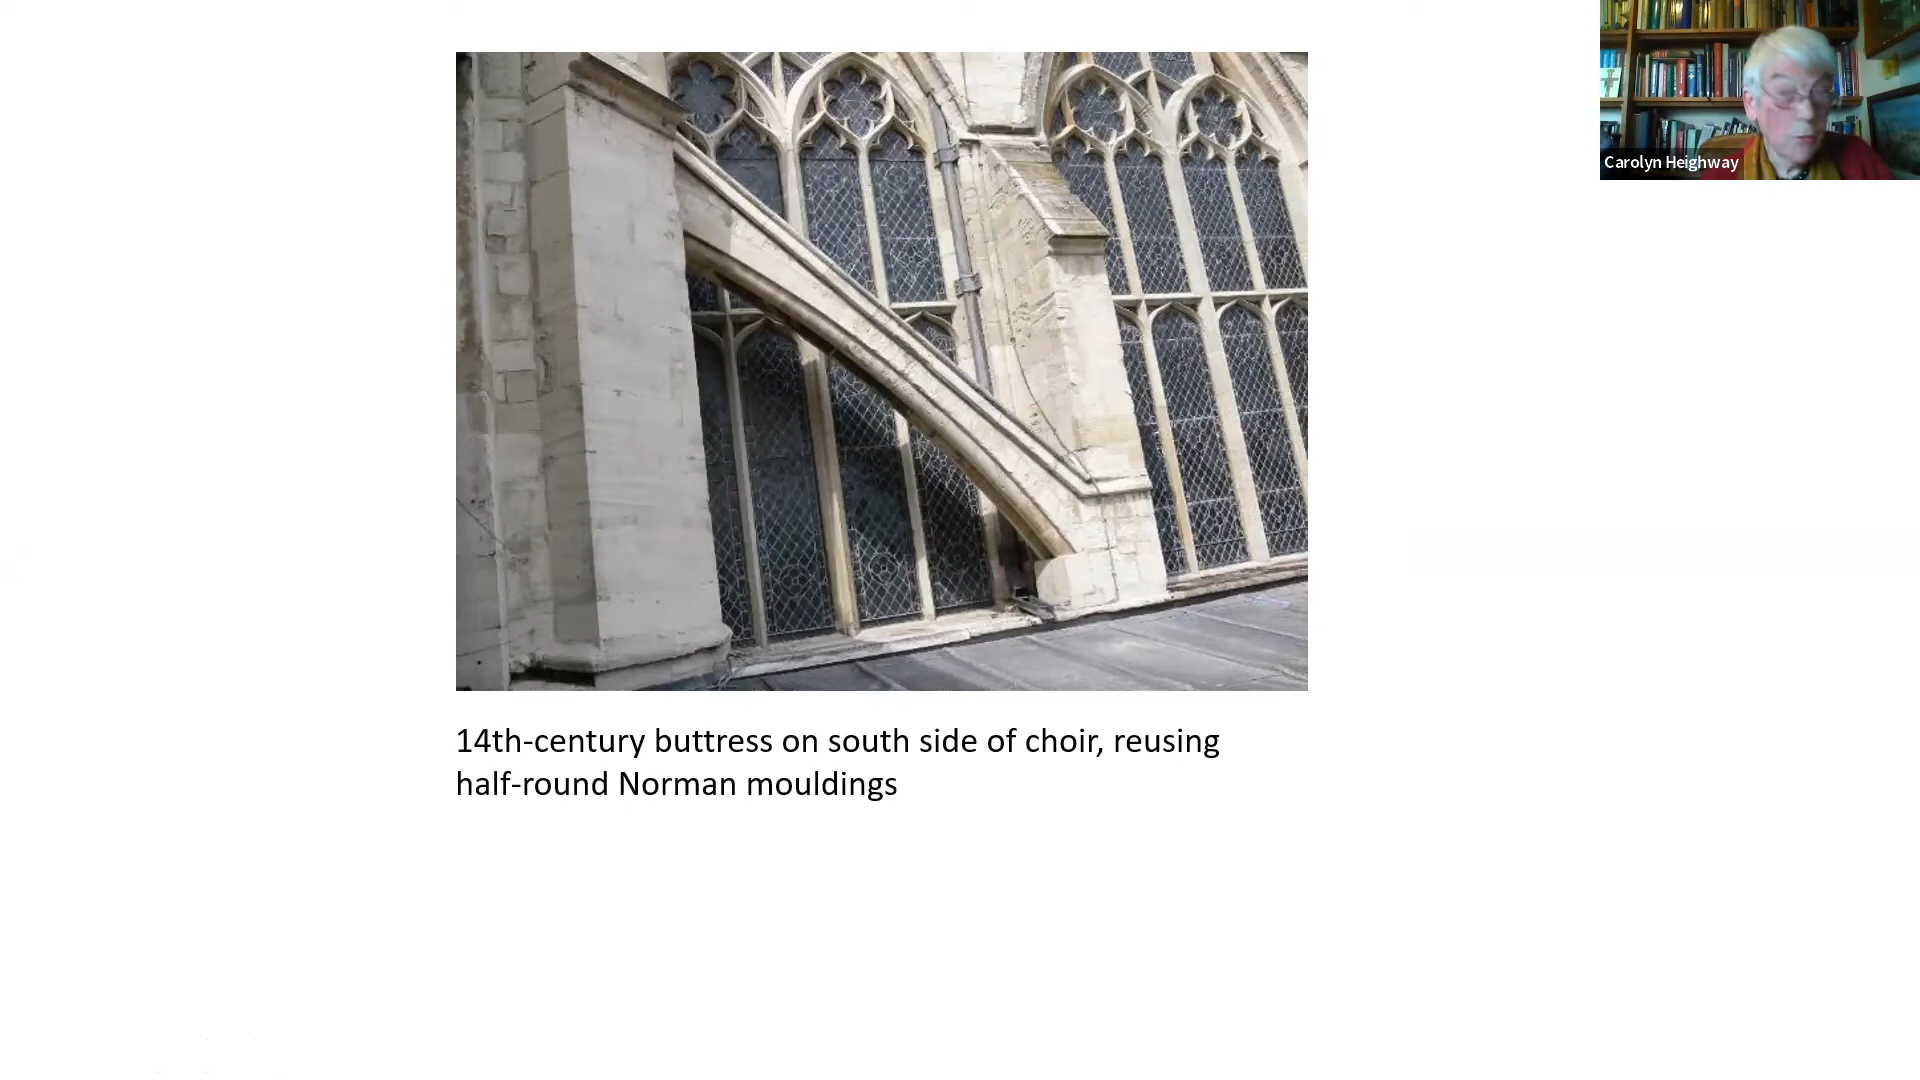 Carolyn Heighway
14th-century buttress on south side of choir, reusing
half-round Norman mouldings